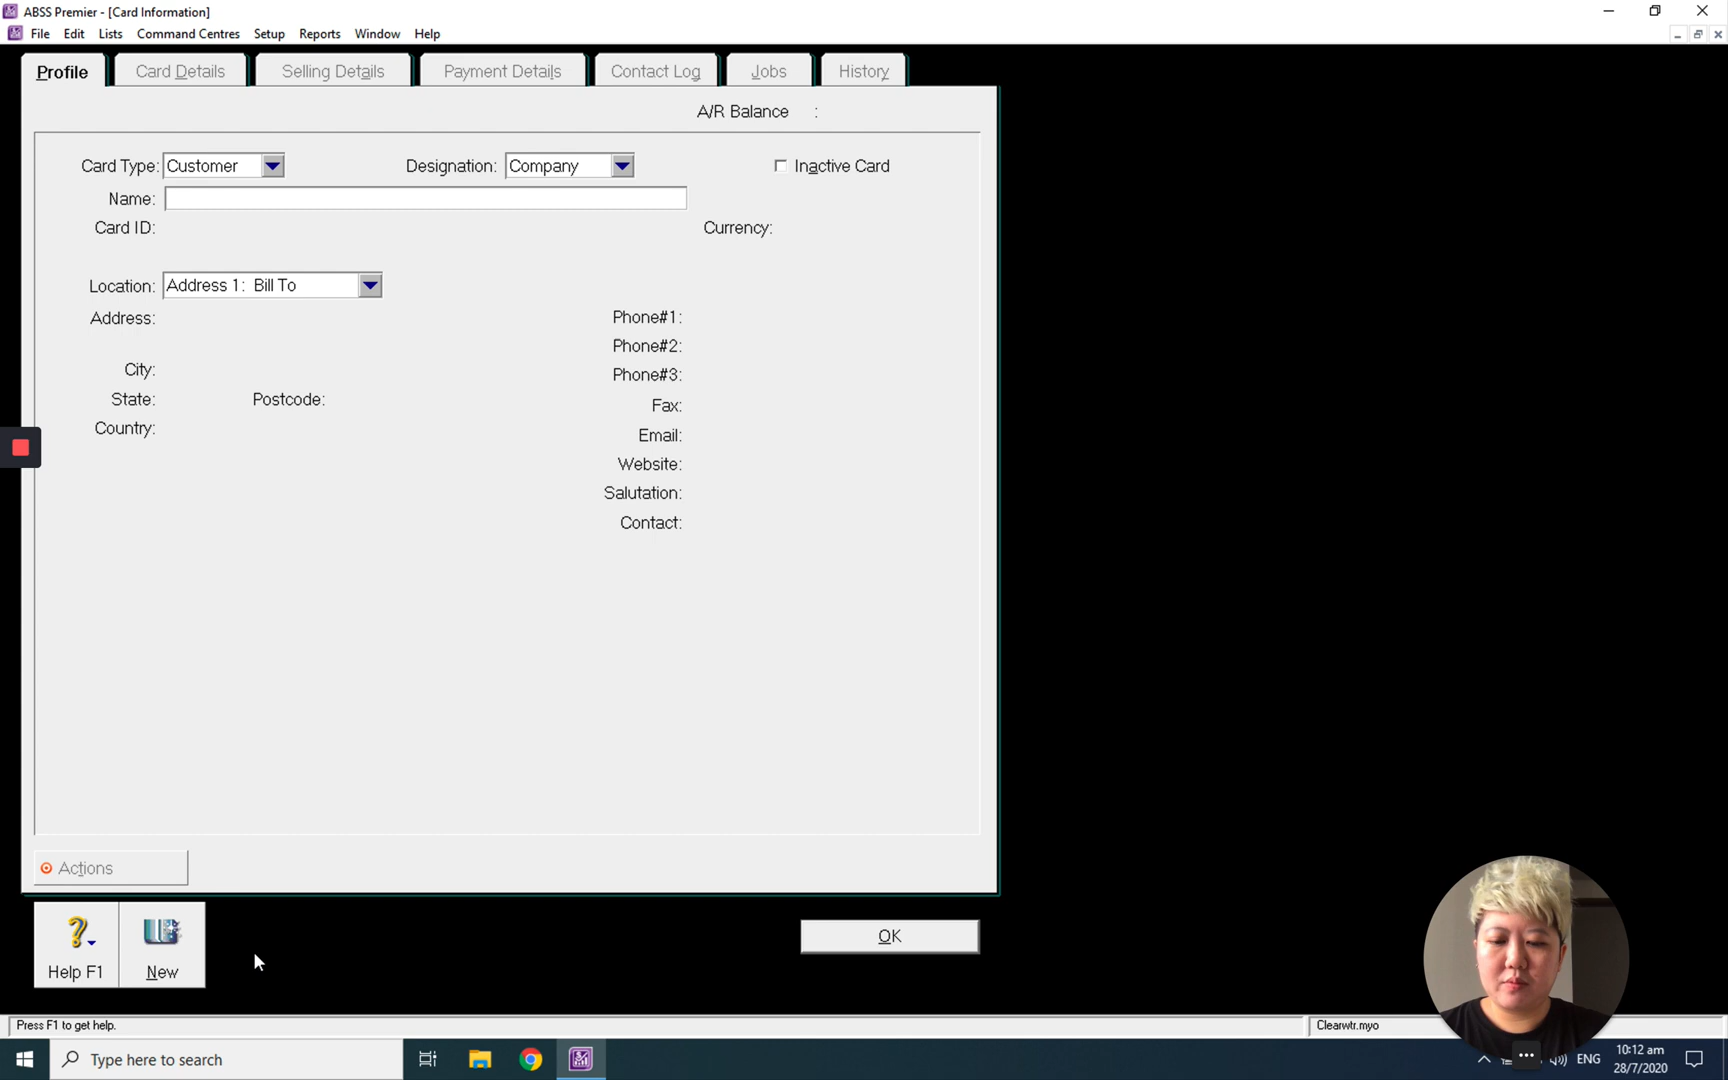 ABSS Premier - [Card Information]
File Edit Lists Command Centres Setup Reports Window Help
Profile Card Details Selling Details Payment Details Contact Log Jobs History
A/R Balance :
Card Type: Customer Designation: Company Inactive Card
Name:
Card ID: Currency:
Location: Address 1: Bill To
Address: Phone#1:
Phone#2:
City: Phone#3:
State: Postcode: Fax:
Country: Email:
Website:
Salutation:
Contact:
Actions
Help F1 New OK
Press F1 to get help. Clearwtr.myo
Type here to search ENG 10:12 am
28/7/2020